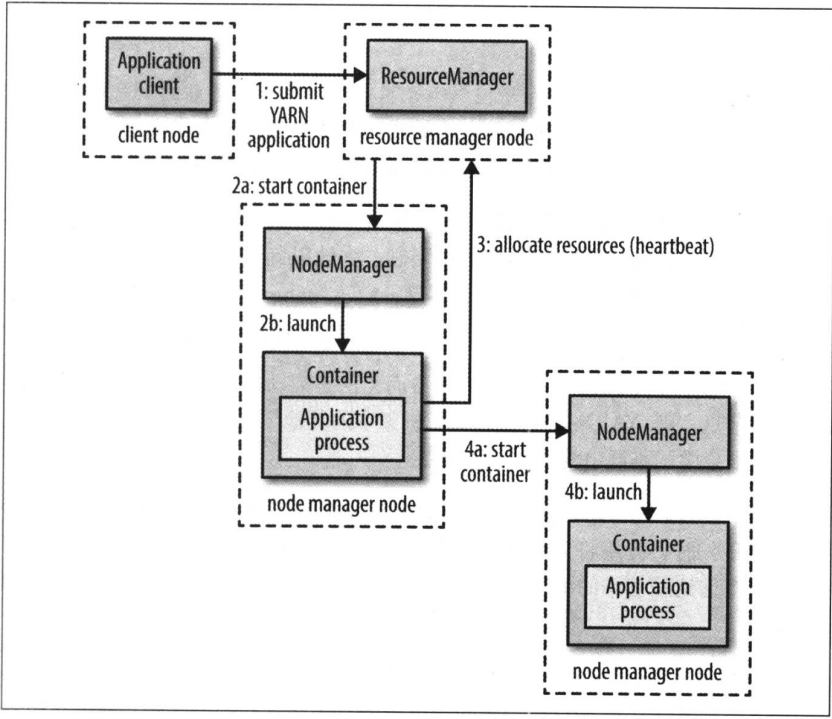 Application
client
client node
1: submit
YARN
application
ResourceManager
resource manager node
2a: start container
NodeManager
2b: launch
Container
Application
process
node manager node
3: allocate resources (heartbeat)
4a: start
container
NodeManager
4b: launch
Container
Application
process
node manager node